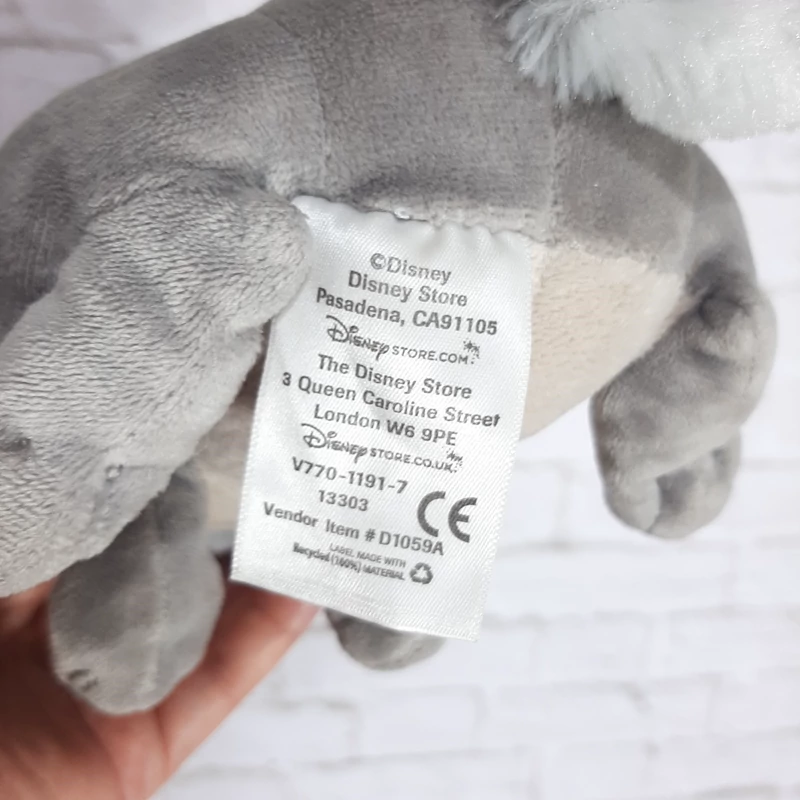 ©Disney
Disney Store
Pasadena, CA91105
DISNEY STORE.COM
The Disney Store
3 Queen Caroline Street
London W6 9PE
DISNEY STORE.CO.UK
V770-1191-7
13303
CE
Vendor Item # D1059A
LABEL MADE WITH
Recycled (100%) MATERIAL